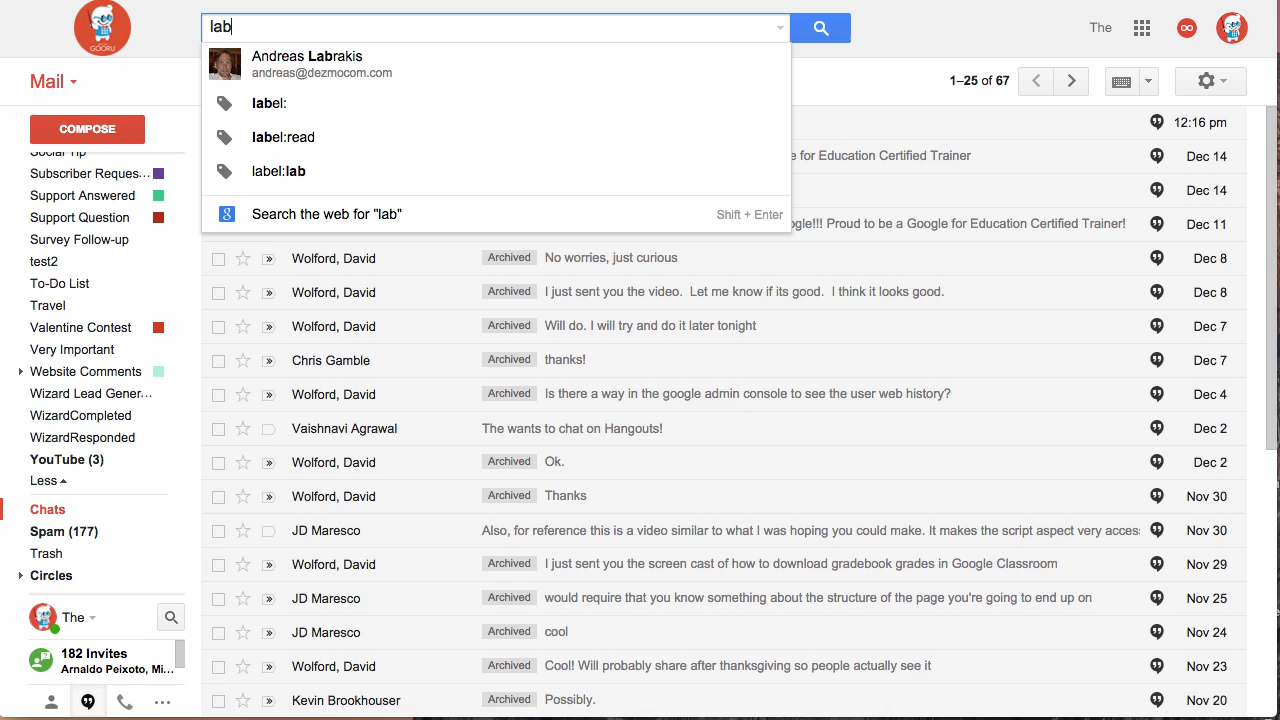 GOORU
lab
The
Andreas Labrakis
andreas@dezmocom.com
label:
label:read
label:lab
Search the web for "lab"
Shift + Enter
Mail
1–25 of 67
COMPOSE
Social Tip
Subscriber Reques...
Support Answered
Support Question
Survey Follow-up
test2
To-Do List
Travel
Valentine Contest
Very Important
Website Comments
Wizard Lead Gener...
WizardCompleted
WizardResponded
YouTube (3)
Less
Chats
Spam (177)
Trash
Circles
The
182 Invites
Arnaldo Peixoto, Mi...
12:16 pm
e for Education Certified Trainer Dec 14
Dec 14
gle!!! Proud to be a Google for Education Certified Trainer! Dec 11
Wolford, David Archived No worries, just curious Dec 8
Wolford, David Archived I just sent you the video. Let me know if its good. I think it looks good. Dec 8
Wolford, David Archived Will do. I will try and do it later tonight Dec 7
Chris Gamble Archived thanks! Dec 7
Wolford, David Archived Is there a way in the google admin console to see the user web history? Dec 4
Vaishnavi Agrawal The wants to chat on Hangouts! Dec 2
Wolford, David Archived Ok. Dec 2
Wolford, David Archived Thanks Nov 30
JD Maresco Also, for reference this is a video similar to what I was hoping you could make. It makes the script aspect very acces Nov 30
Wolford, David Archived I just sent you the screen cast of how to download gradebook grades in Google Classroom Nov 29
JD Maresco Archived would require that you know something about the structure of the page you're going to end up on Nov 25
JD Maresco Archived cool Nov 24
Wolford, David Archived Cool! Will probably share after thanksgiving so people actually see it Nov 23
Kevin Brookhouser Archived Possibly. Nov 20